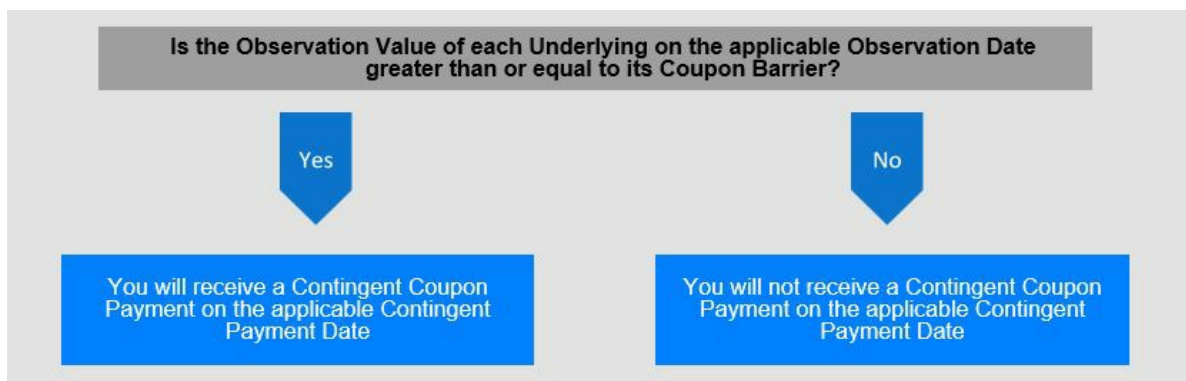 Is the Observation Value of each Underlying on the applicable Observation Date
greater than or equal to its Coupon Barrier?
Yes
No
You will receive a Contingent Coupon
Payment on the applicable Contingent
Payment Date
You will not receive a Contingent Coupon
Payment on the applicable Contingent
Payment Date